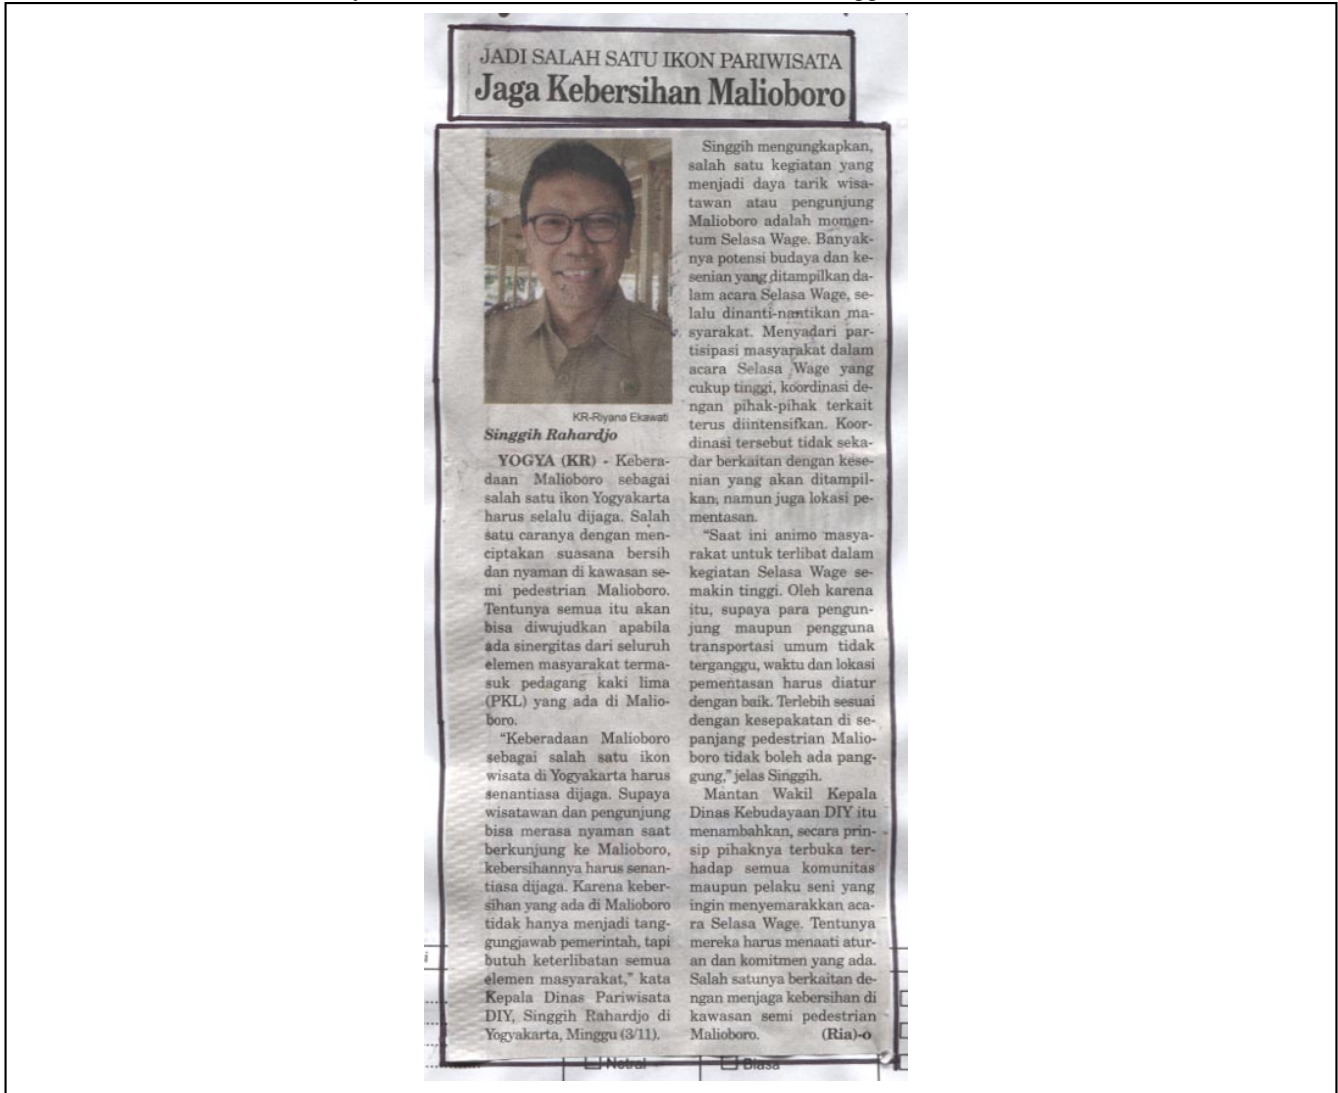 JADI SALAH SATU IKON PARIWISATA
Jaga Kebersihan Malioboro
KR-Riyana Ekawati
Singgih Rahardjo
YOGYA (KR) - Kebera-
daan Malioboro sebagai
salah satu ikon Yogyakarta
harus selalu dijaga. Salah
satu caranya dengan men-
ciptakan suasana bersih
dan nyaman di kawasan se-
mi pedestrian Malioboro.
Tentunya semua itu akan
bisa diwujudkan apabila
ada sinergitas dari seluruh
elemen masyarakat terma-
suk pedagang kaki lima
(PKL) yang ada di Malio-
boro.
"Keberadaan Malioboro
sebagai salah satu ikon
wisata di Yogyakarta harus
senantiasa dijaga. Supaya
wisatawan dan pengunjung
bisa merasa nyaman saat
berkunjung ke Malioboro,
kebersihannya harus senan-
tiasa dijaga. Karena keber-
sihan yang ada di Malioboro
tidak hanya menjadi tang-
gungjawab pemerintah, tapi
butuh keterlibatan semua
elemen masyarakat," kata
Kepala Dinas Pariwisata
DIY, Singgih Rahardjo di
Yogyakarta, Minggu (3/11).
Singgih mengungkapkan,
salah satu kegiatan yang
menjadi daya tarik wisa-
tawan atau pengunjung
Malioboro adalah momen-
tum Selasa Wage. Banyak-
nya potensi budaya dan ke-
senian yang ditampilkan da-
lam acara Selasa Wage, se-
lalu dinanti-nantikan ma-
syarakat. Menyadari par-
tisipasi masyarakat dalam
acara Selasa Wage yang
cukup tinggi, koordinasi de-
ngan pihak-pihak terkait
terus diintensifkan. Koor-
dinasi tersebut tidak seka-
dar berkaitan dengan kese-
nian yang akan ditampil-
kan, namun juga lokasi pe-
mentasan.
"Saat ini animo masya-
rakat untuk terlibat dalam
kegiatan Selasa Wage se-
makin tinggi. Oleh karena
itu, supaya para pengun-
jung maupun pengguna
transportasi umum tidak
terganggu, waktu dan lokasi
pementasan harus diatur
dengan baik. Terlebih sesuai
dengan kesepakatan di se-
panjang pedestrian Malio-
boro tidak boleh ada pang-
gung," jelas Singgih.
Mantan Wakil Kepala
Dinas Kebudayaan DIY itu
menambahkan, secara prin-
sip pihaknya terbuka ter-
hadap semua komunitas
maupun pelaku seni yang
ingin menyemarakkan aca-
ra Selasa Wage. Tentunya
mereka harus menaati atur-
an dan komitmen yang ada.
Salah satunya berkaitan de-
ngan menjaga kebersihan di
kawasan semi pedestrian
Malioboro. (Ria)-o
Netral Biasa